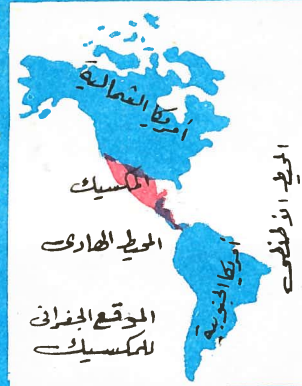 أمريكا الشمالية
المكسيك
المحيط الأطلنطى
المحيط الهادى
أمريكا الجنوبية
الموقع الجغرافى
للمكسيك